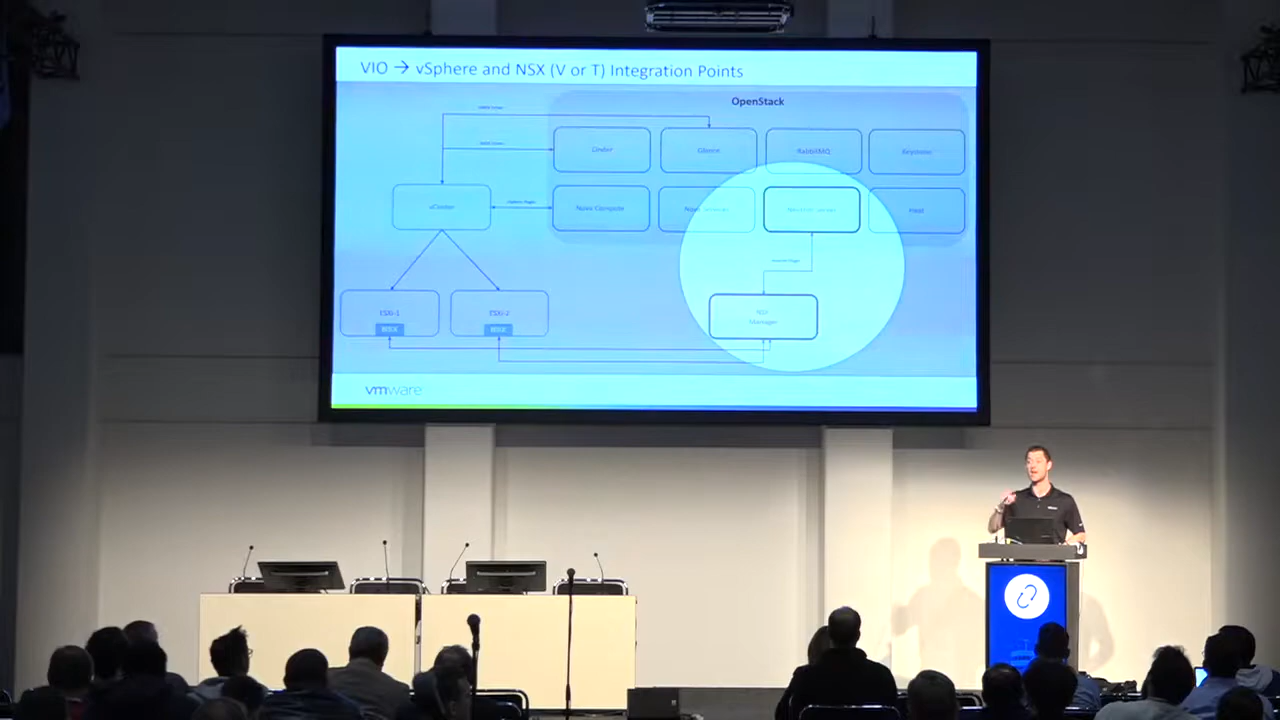 VIO → vSphere and NSX (V or T) Integration Points
OpenStack
Cinder
Glance
RabbitMQ
Keystone
vCenter
Nova Compute
Heat
ESXi-1
ESXi-2
NSX
NSX
Manager
vmware